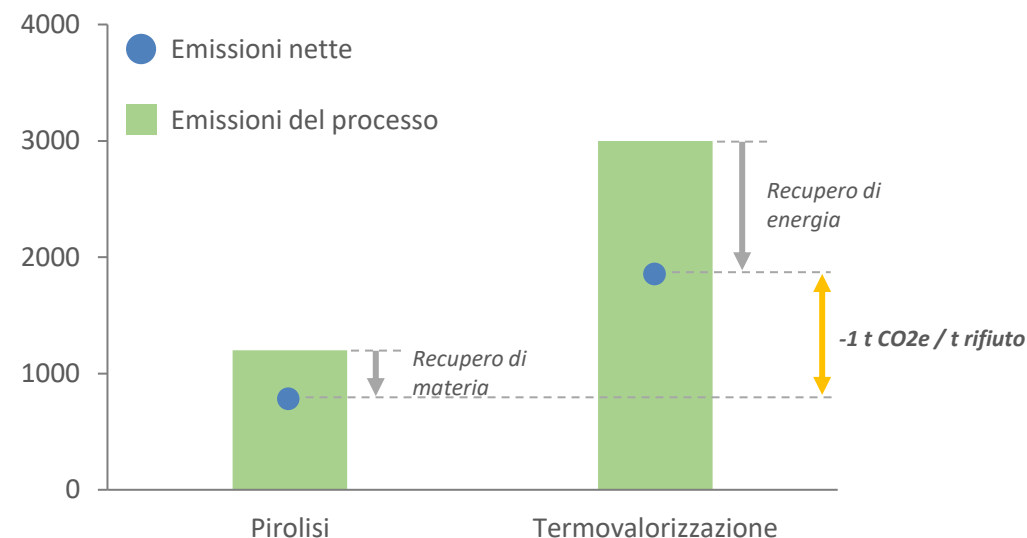 4000
3000
2000
1000
0
Emissioni nette
Emissioni del processo
Recupero di
energia
-1 t CO2e / t rifiuto
Recupero di
materia
Pirolisi
Termovalorizzazione